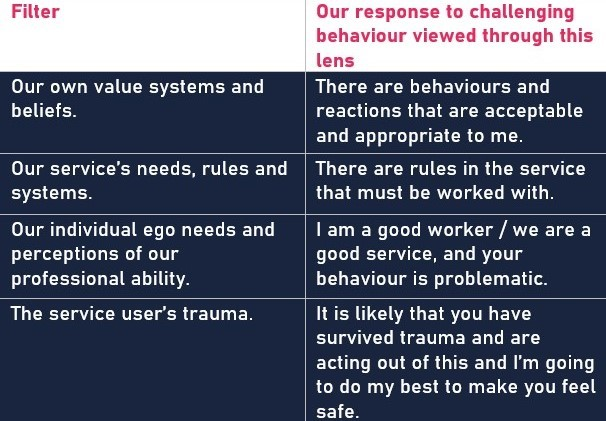 Filter
Our response to challenging
behaviour viewed through this
lens
Our own value systems and
beliefs.
There are behaviours and
reactions that are acceptable
and appropriate to me.
Our service's needs, rules and
systems.
There are rules in the service
that must be worked with.
Our individual ego needs and
perceptions of our
professional ability.
I am a good worker / we are a
good service, and your
behaviour is problematic.
The service user's trauma.
It is likely that you have
survived trauma and are
acting out of this and I'm going
to do my best to make you feel
safe.